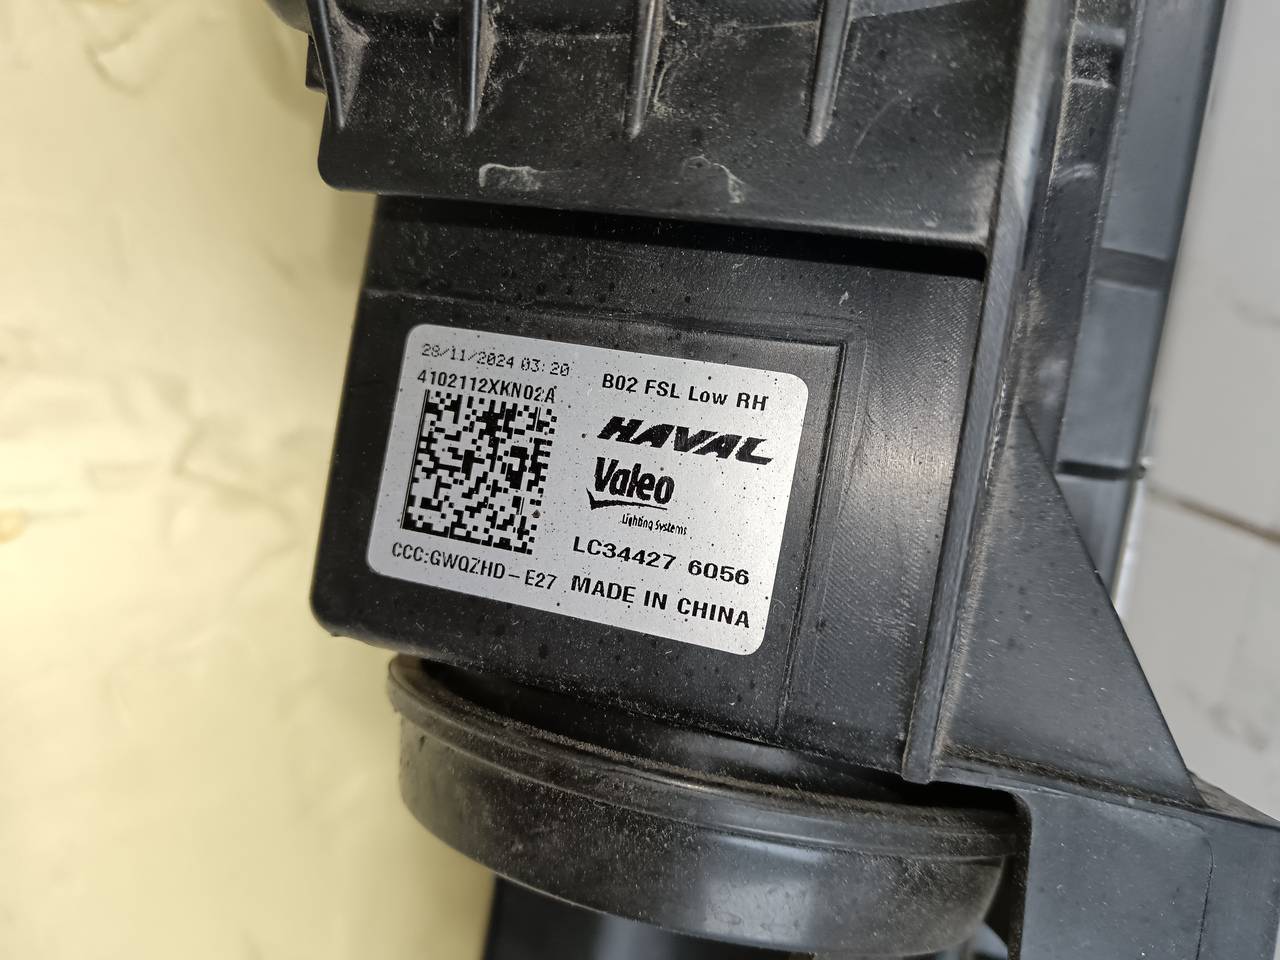 28/11/2024 03:20
4102112XKN02A
B02 FSL Low RH
HAVAL
Valeo
Lighting Systems
LC34427 6056
CCC:GWQZHD-E27
MADE IN CHINA